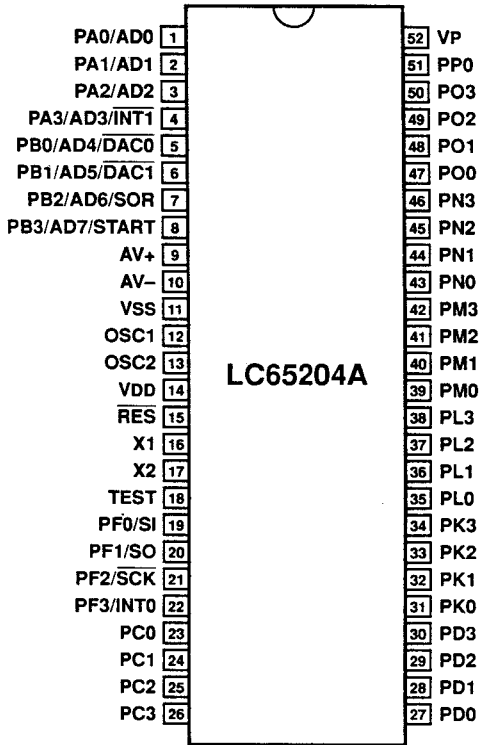 PA0/AD0 1
PA1/AD1 2
PA2/AD2 3
PA3/AD3/INT1 4
PB0/AD4/DAC0 5
PB1/AD5/DAC1 6
PB2/AD6/SOR 7
PB3/AD7/START 8
AV+ 9
AV– 10
VSS 11
OSC1 12
OSC2 13
VDD 14
RES 15
X1 16
X2 17
TEST 18
PF0/SI 19
PF1/SO 20
PF2/SCK 21
PF3/INT0 22
PC0 23
PC1 24
PC2 25
PC3 26
LC65204A
52 VP
51 PP0
50 PO3
49 PO2
48 PO1
47 PO0
46 PN3
45 PN2
44 PN1
43 PN0
42 PM3
41 PM2
40 PM1
39 PM0
38 PL3
37 PL2
36 PL1
35 PL0
34 PK3
33 PK2
32 PK1
31 PK0
30 PD3
29 PD2
28 PD1
27 PD0